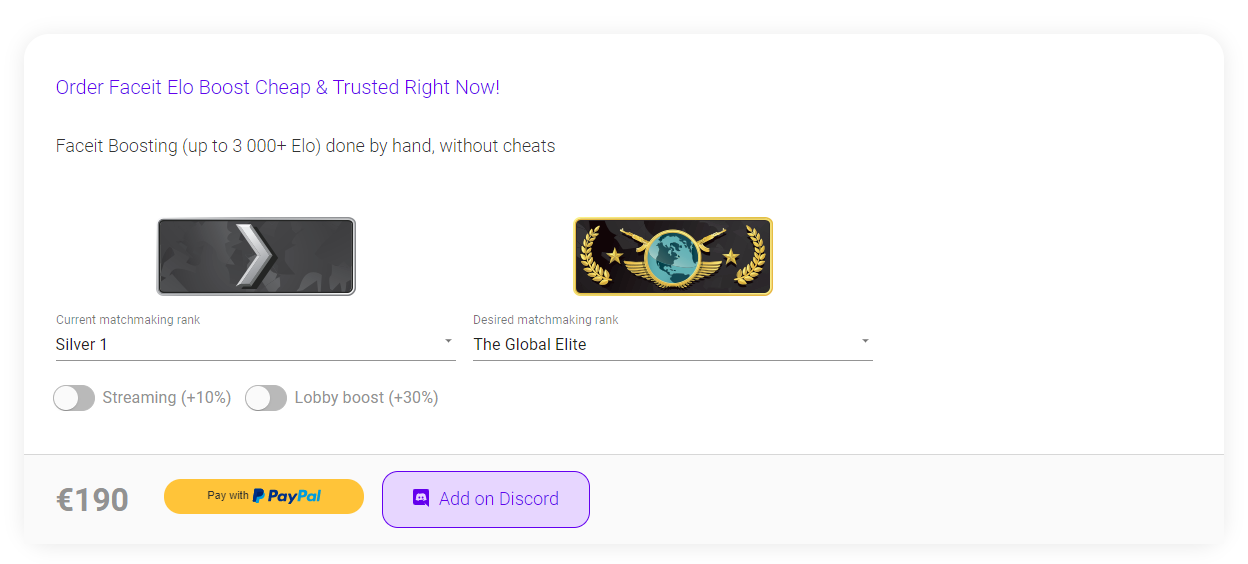 Order Faceit Elo Boost Cheap & Trusted Right Now!
Faceit Boosting (up to 3 000+ Elo) done by hand, without cheats
Current matchmaking rank
Desired matchmaking rank
Silver 1
The Global Elite
Streaming (+10%)
Lobby boost (+30%)
€190
Pay with PayPal
Add on Discord